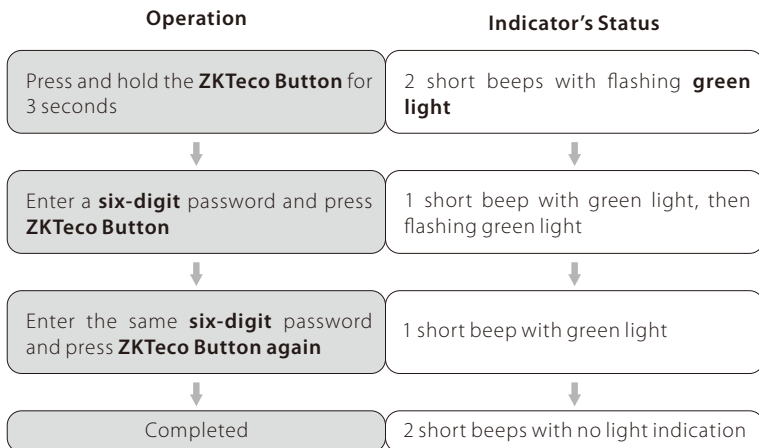 Operation
Indicator's Status
Press and hold the ZKTeco Button for
3 seconds
2 short beeps with flashing green
light
Enter a six-digit password and press
ZKTeco Button
1 short beep with green light, then
flashing green light
Enter the same six-digit password
and press ZKTeco Button again
1 short beep with green light
Completed
2 short beeps with no light indication